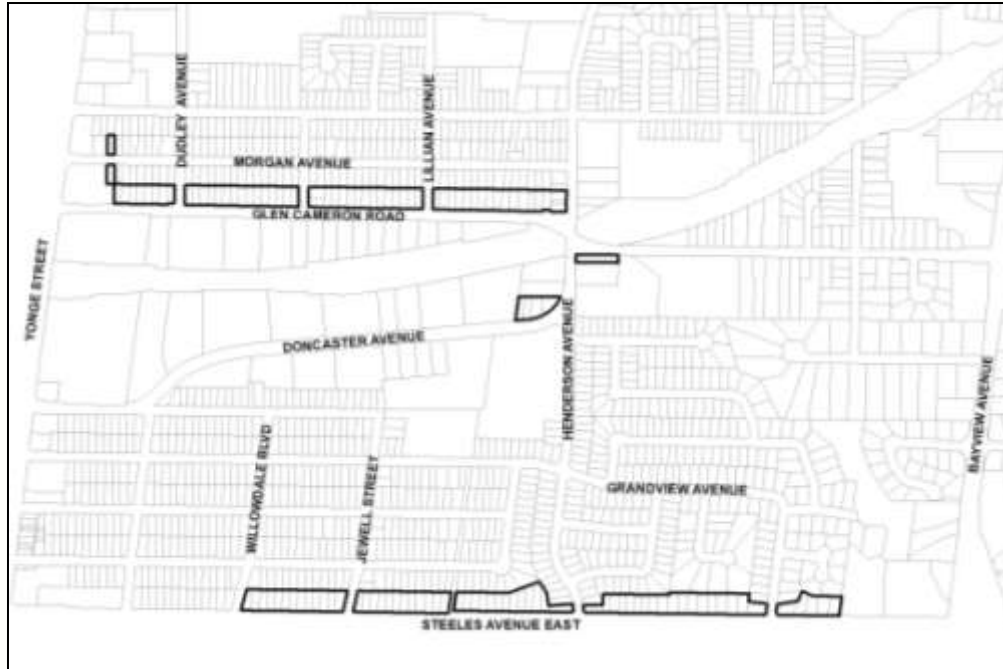 DUDLEY AVENUE
LILLIAN AVENUE
MORGAN AVENUE
GLEN CAMERON ROAD
YONGE STREET
DONCASTER AVENUE
HENDERSON AVENUE
BAYVIEW AVENUE
WILLOWDALE BLVD
JEWELL STREET
GRANDVIEW AVENUE
STEELES AVENUE EAST